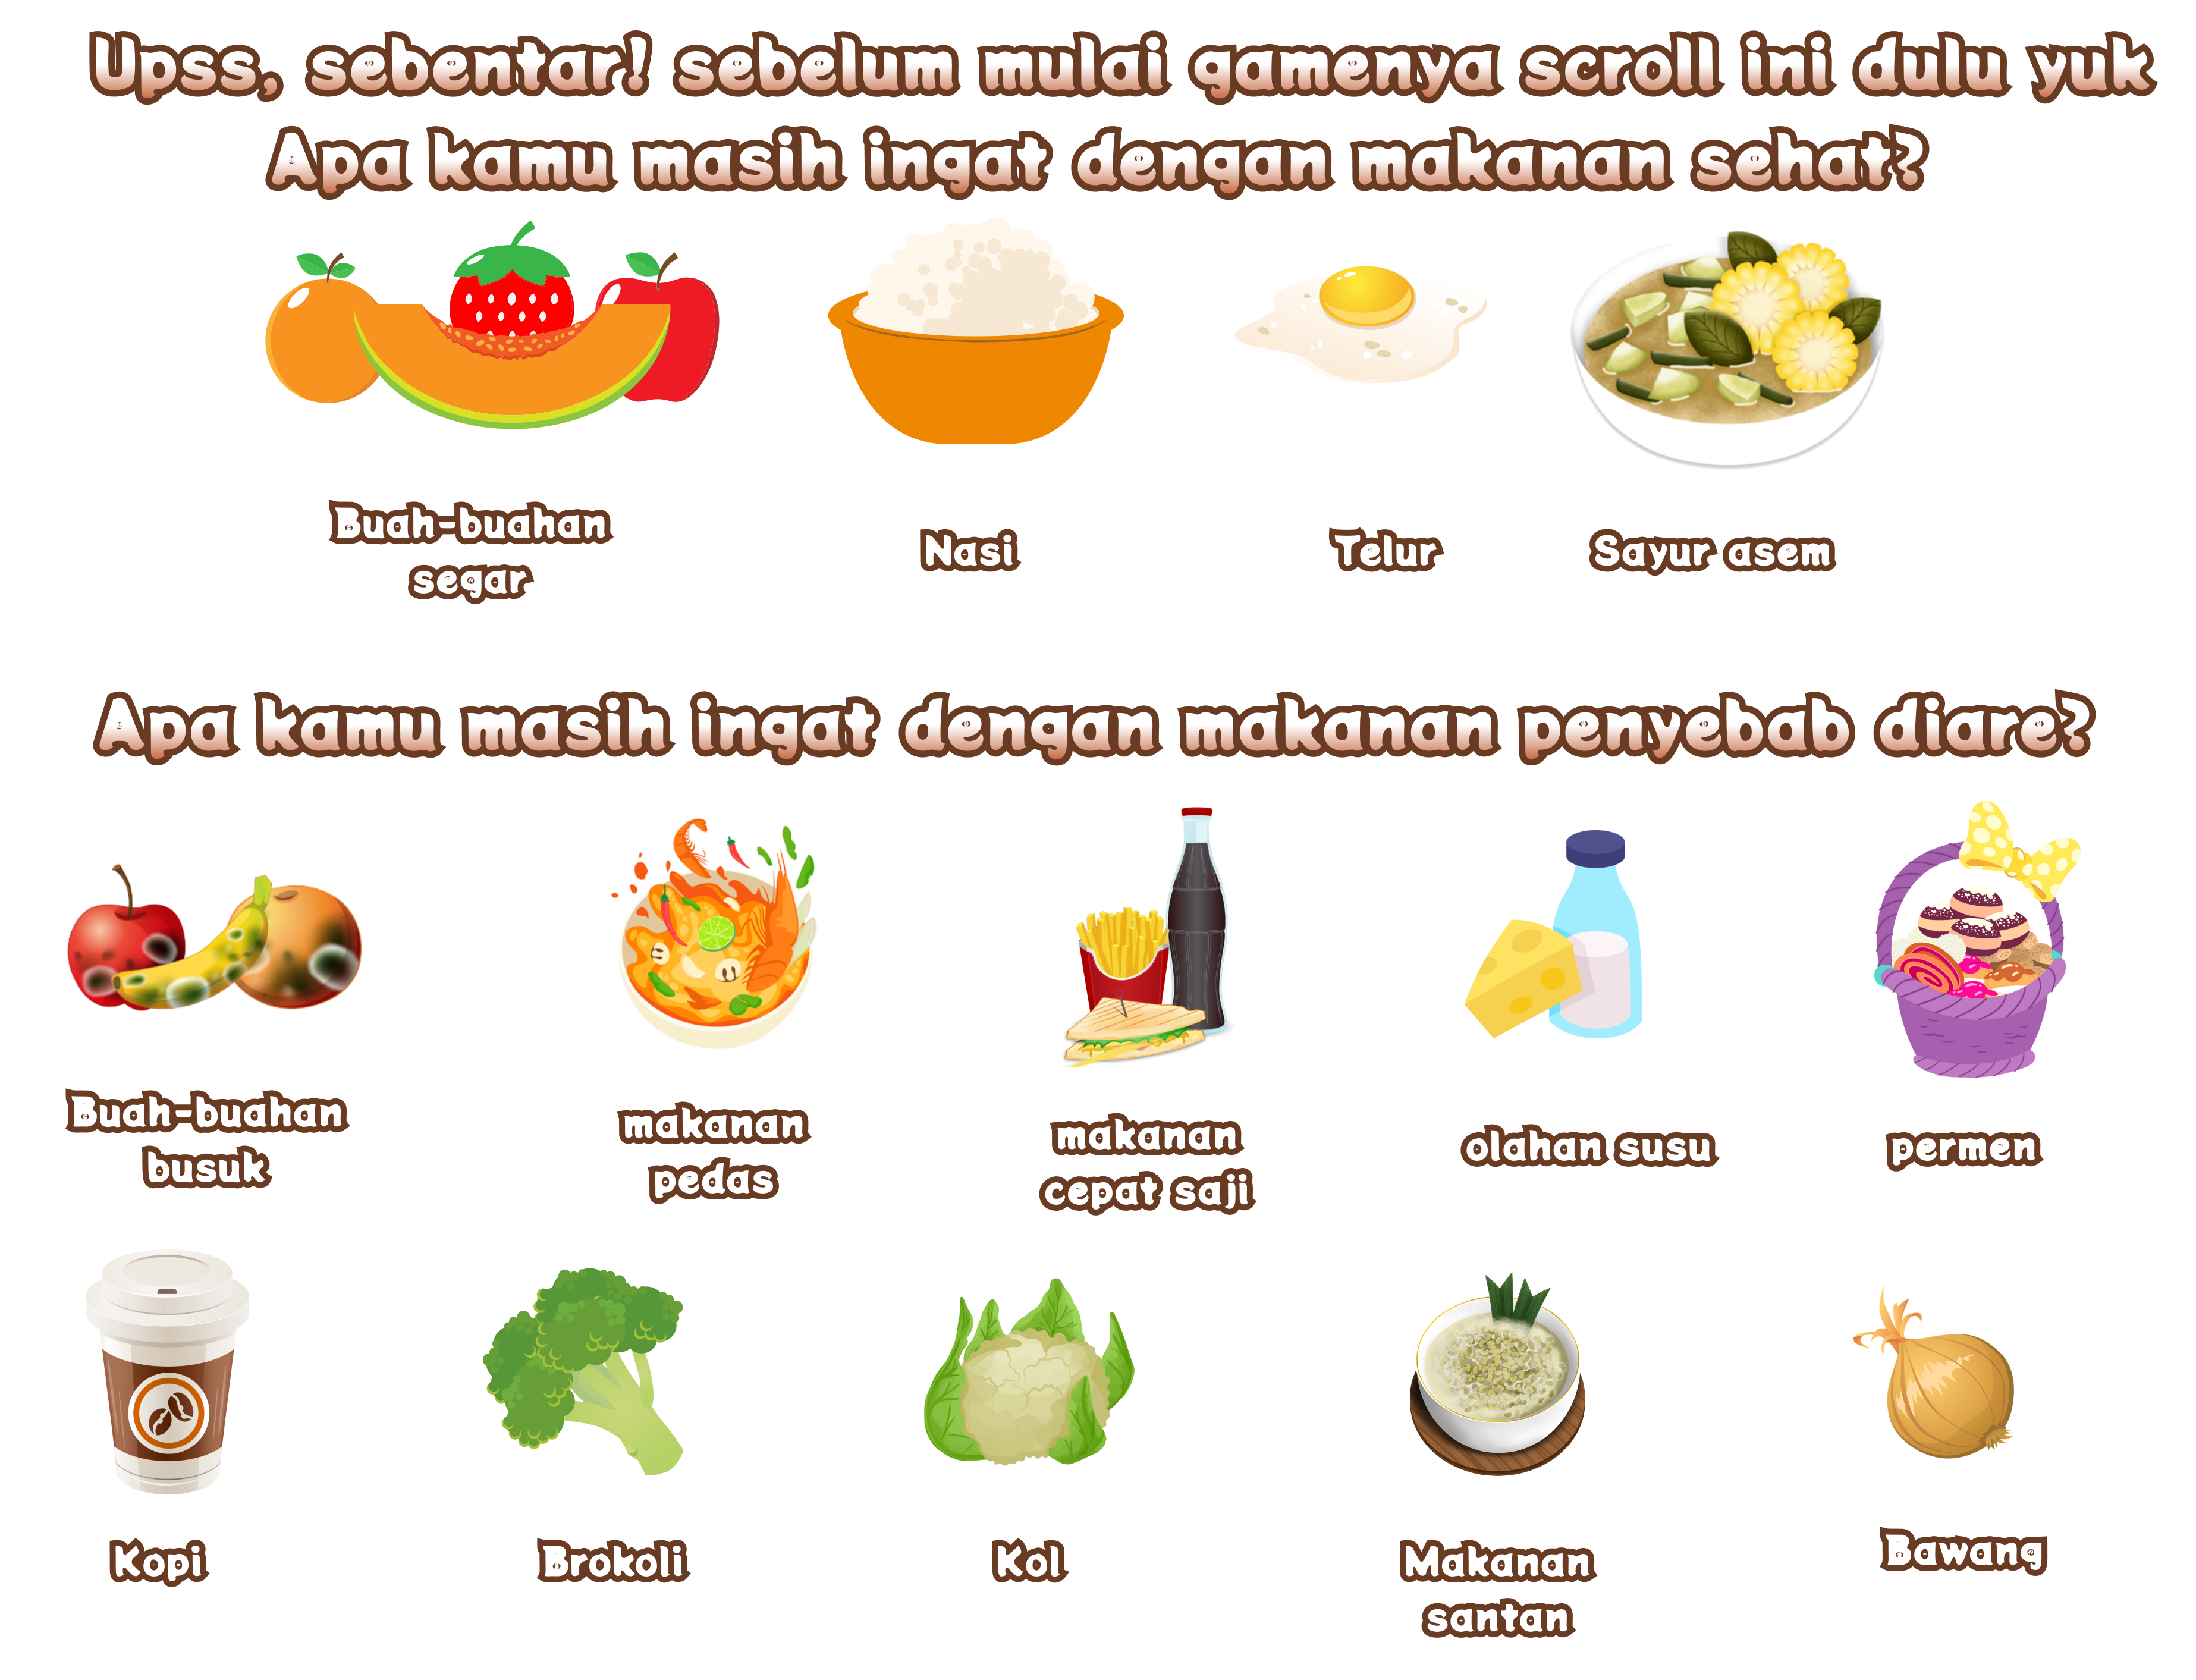 Upss, sebentar! sebelum mulai gamenya scroll ini dulu yuk
Apa kamu masih ingat dengan makanan sehat?
Buah-buahan
segar
Nasi
Telur
Sayur asem
Apa kamu masih ingat dengan makanan penyebab diare?
Buah-buahan
busuk
makanan
pedas
makanan
cepat saji
olahan susu
permen
Kopi
Brokoli
Kol
Makanan
santan
Bawang